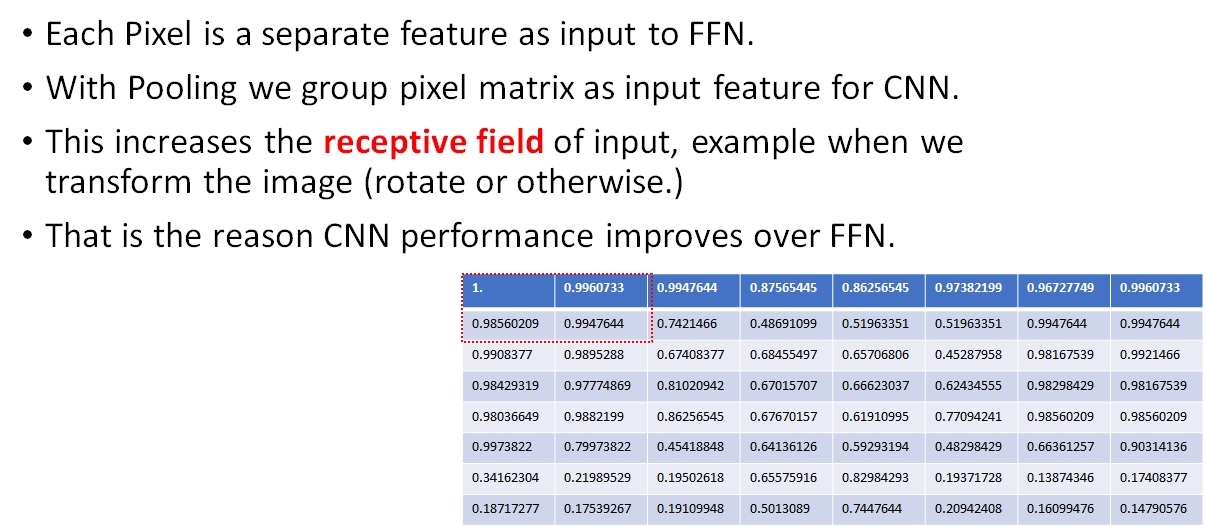 • Each Pixel is a separate feature as input to FFN.
• With Pooling we group pixel matrix as input feature for CNN.
• This increases the receptive field of input, example when we
transform the image (rotate or otherwise.)
• That is the reason CNN performance improves over FFN.
1. 0.9960733 0.9947644 0.87565445 0.86256545 0.97382199 0.96727749 0.9960733
0.98560209 0.9947644 0.7421466 0.48691099 0.51963351 0.51963351 0.9947644 0.9947644
0.9908377 0.9895288 0.67408377 0.68455497 0.65706806 0.45287958 0.98167539 0.9921466
0.98429319 0.97774869 0.81020942 0.67015707 0.66623037 0.62434555 0.98298429 0.98167539
0.98036649 0.9882199 0.86256545 0.67670157 0.61910995 0.77094241 0.98560209 0.98560209
0.9973822 0.79973822 0.45418848 0.64136126 0.59293194 0.48298429 0.66361257 0.90314136
0.34162304 0.21989529 0.19502618 0.65575916 0.82984293 0.19371728 0.13874346 0.17408377
0.18717277 0.17539267 0.19109948 0.5013089 0.7447644 0.20942408 0.16099476 0.14790576